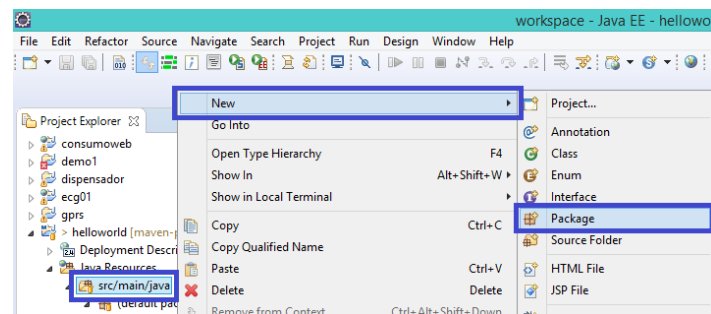 workspace - Java EE - hellowo
File Edit Refactor Source Navigate Search Project Run Design Window Help
Project Explorer
consumoweb
demo1
dispensador
ecg01
gprs
> helloworld [maven-p
Deployment Descri
Java Resources
src/main/java
(default pac
New
Go Into
Open Type Hierarchy F4
Show In Alt+Shift+W
Show in Local Terminal
Copy Ctrl+C
Copy Qualified Name
Paste Ctrl+V
Delete Delete
Remove from Context Ctrl+Alt+Shift+Down
Project...
Annotation
Class
Enum
Interface
Package
Source Folder
HTML File
JSP File